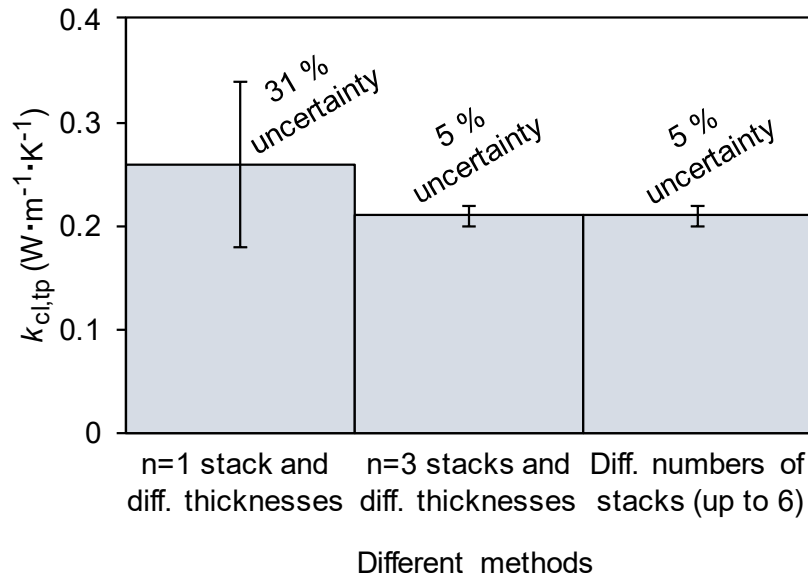 0.4
0.3
0.2
0.1
0
k cl,tp (W·m⁻¹·K⁻¹)
31 %
uncertainty
5 %
uncertainty
5 %
uncertainty
n=1 stack and
diff. thicknesses
n=3 stacks and
diff. thicknesses
Diff. numbers of
stacks (up to 6)
Different methods